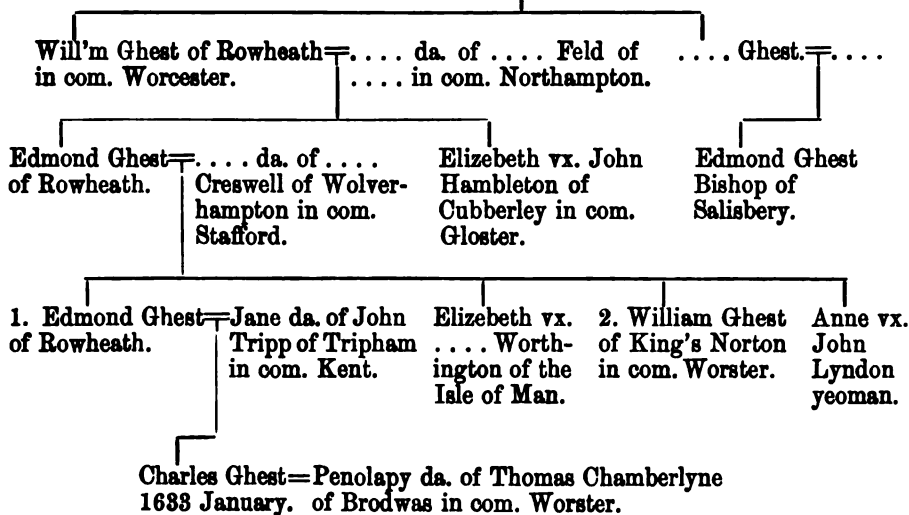 Will'm Ghest of Rowheath=.... da. of .... Feld of
in com. Worcester. .... in com. Northampton.
.... Ghest.=....
Edmond Ghest=.... da. of ....
of Rowheath. Creswell of Wolver-
hampton in com.
Stafford.
Elizebeth vx. John
Hambleton of
Cubberley in com.
Gloster.
Edmond Ghest
Bishop of
Salisbery.
1. Edmond Ghest=Jane da. of John
of Rowheath. Tripp of Tripham
in com. Kent.
Elizebeth vx.
.... Worth-
ington of the
Isle of Man.
2. William Ghest
of King's Norton
in com. Worster.
Anne vx.
John
Lyndon
yeoman.
Charles Ghest=Penolapy da. of Thomas Chamberlyne
1633 January. of Brodwas in com. Worster.